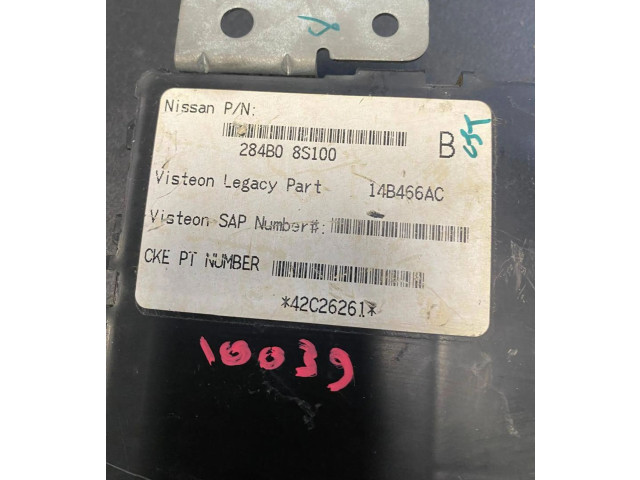 Nissan P/N:
284B0 8S100
B
Visteon Legacy Part 14B466AC
Visteon SAP Number#:
CKE PT NUMBER
*42C26261*
10039